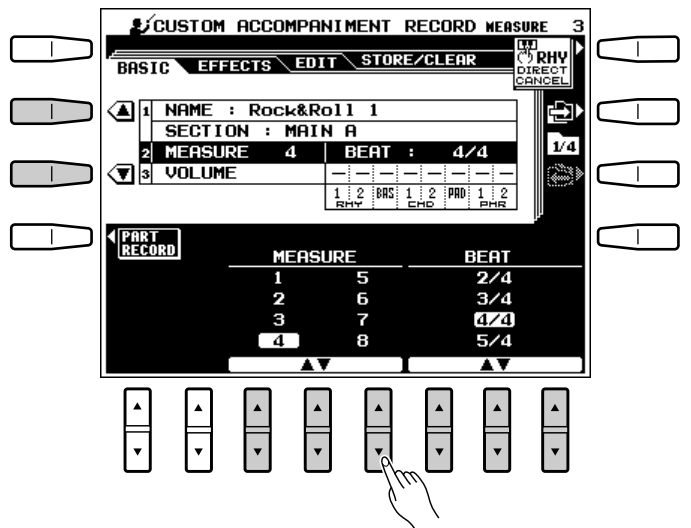 CUSTOM ACCOMPANIMENT RECORD MEASURE 3
BASIC EFFECTS EDIT STORE/CLEAR
RHY
DIRECT
CANCEL
1 NAME : Rock&Roll 1
SECTION : MAIN A
2 MEASURE 4 BEAT : 4/4
1/4
3 VOLUME
1 2 BAS 1 2 PAD 1 2
RHY CHD PHR
PART
RECORD
MEASURE BEAT
1 5 2/4
2 6 3/4
3 7 4/4
4 8 5/4